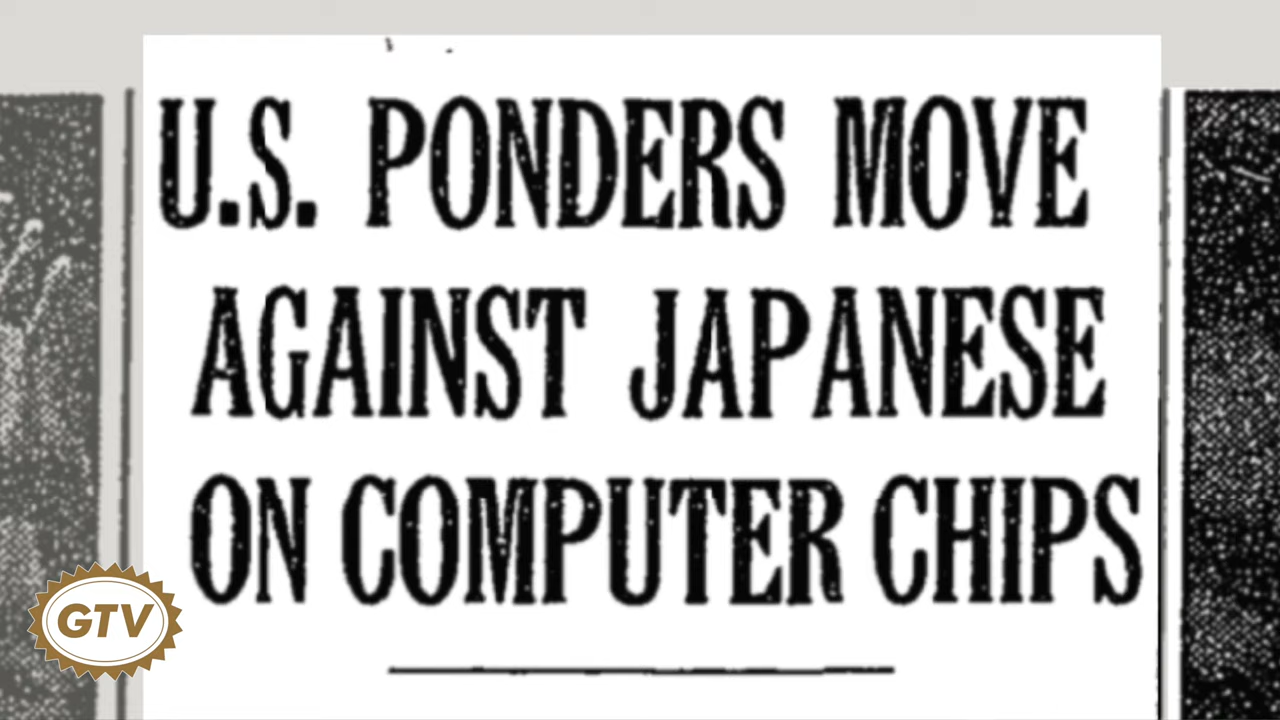 U.S. PONDERS MOVE
AGAINST JAPANESE
ON COMPUTER CHIPS
GTV